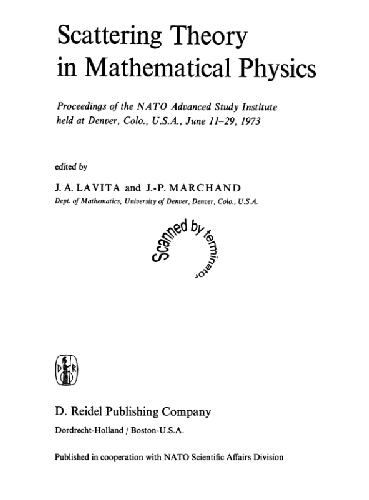 Scattering Theory
in Mathematical Physics
Proceedings of the NATO Advanced Study Institute
held at Denver, Colo., U.S.A., June 11–29, 1973
edited by
J. A. LAVITA and J.-P. MARCHAND
Dept. of Mathematics, University of Denver, Denver, Colo., U.S.A.
Scanned by terminator
D R
D. Reidel Publishing Company
Dordrecht-Holland / Boston-U.S.A.
Published in cooperation with NATO Scientific Affairs Division